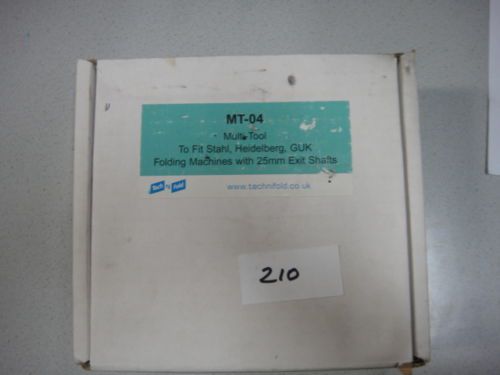 MT-04
Multi-Tool
To Fit Stahl, Heidelberg, GUK
Folding Machines with 25mm Exit Shafts
Tech ni Fold
www.technifold.co.uk
210